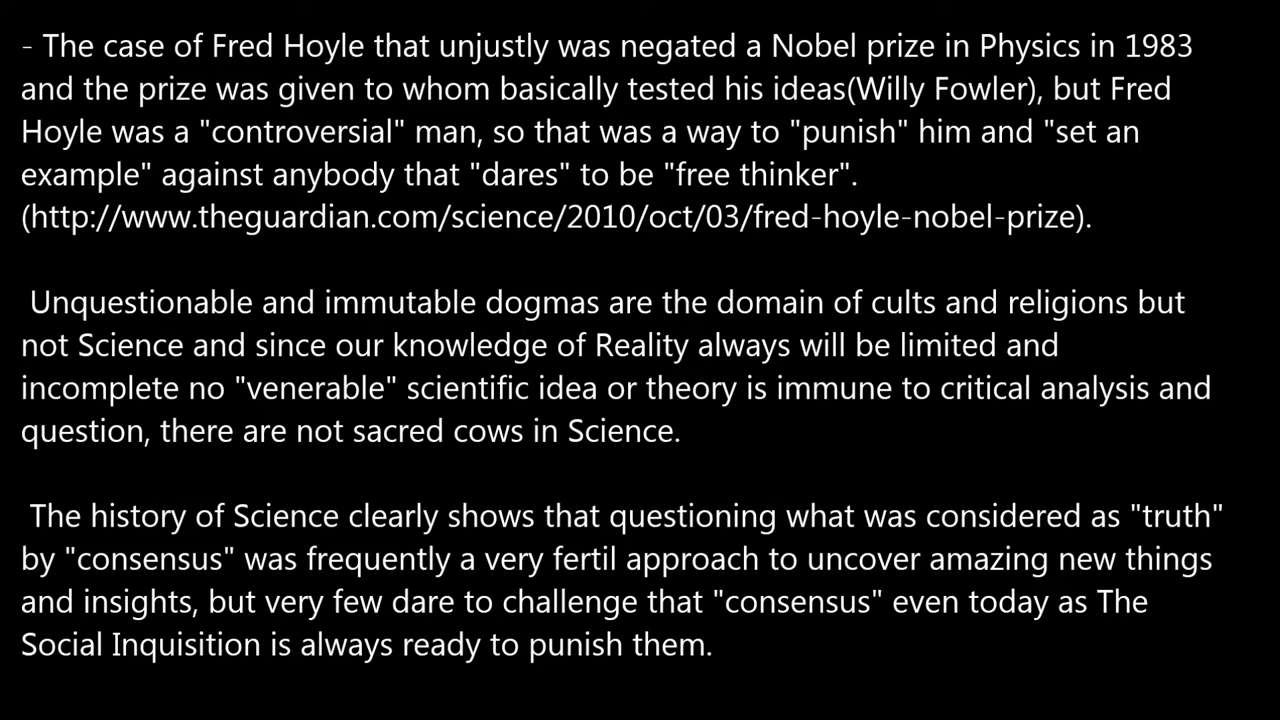 - The case of Fred Hoyle that unjustly was negated a Nobel prize in Physics in 1983
and the prize was given to whom basically tested his ideas(Willy Fowler), but Fred
Hoyle was a "controversial" man, so that was a way to "punish" him and "set an
example" against anybody that "dares" to be "free thinker".
(http://www.theguardian.com/science/2010/oct/03/fred-hoyle-nobel-prize).
Unquestionable and immutable dogmas are the domain of cults and religions but
not Science and since our knowledge of Reality always will be limited and
incomplete no "venerable" scientific idea or theory is immune to critical analysis and
question, there are not sacred cows in Science.
The history of Science clearly shows that questioning what was considered as "truth"
by "consensus" was frequently a very fertil approach to uncover amazing new things
and insights, but very few dare to challenge that "consensus" even today as The
Social Inquisition is always ready to punish them.